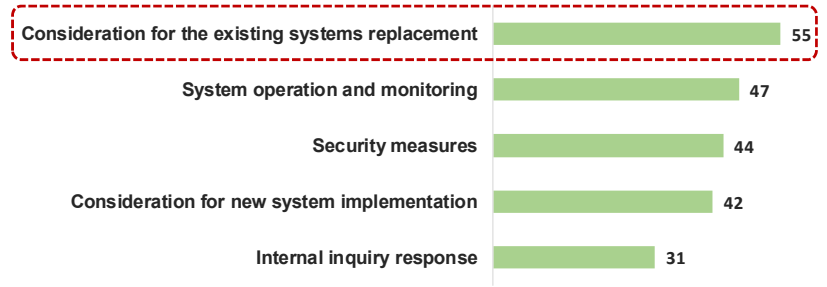 Consideration for the existing systems replacement 55
System operation and monitoring 47
Security measures 44
Consideration for new system implementation 42
Internal inquiry response 31